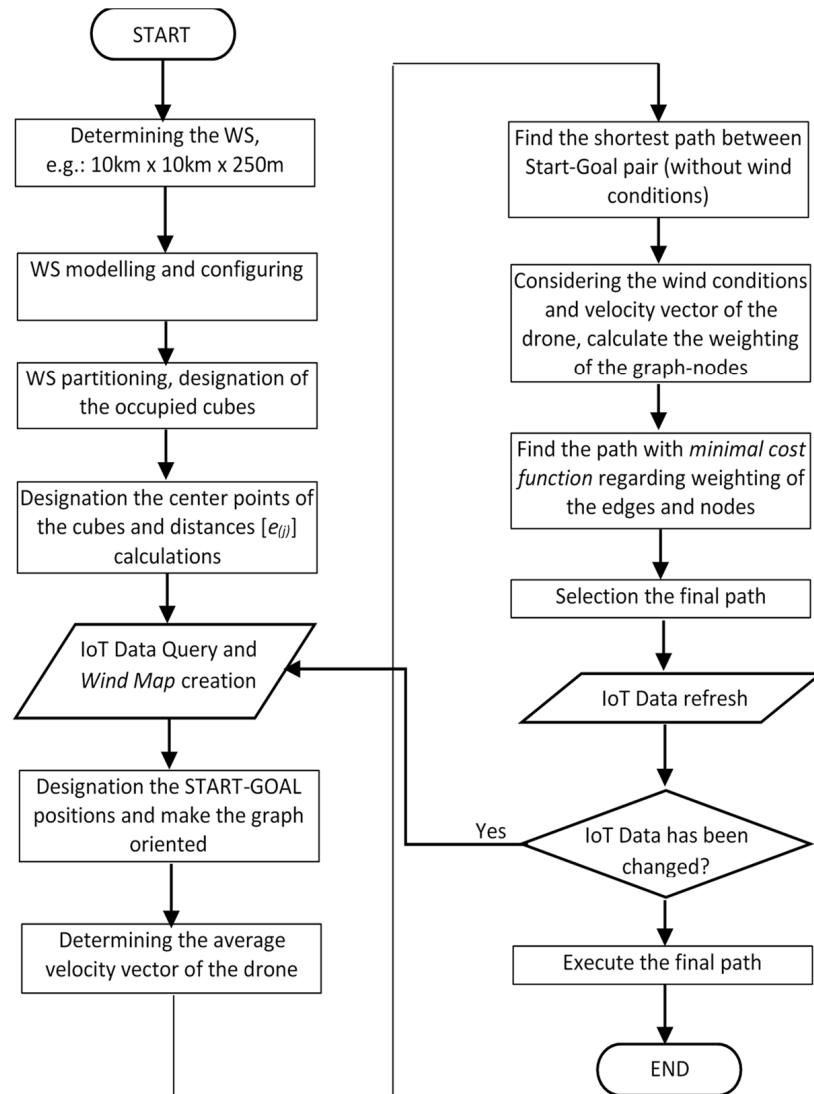 START
Determining the WS,
e.g.: 10km x 10km x 250m
WS modelling and configuring
WS partitioning, designation of
the occupied cubes
Designation the center points of
the cubes and distances [e(j)]
calculations
IoT Data Query and
Wind Map creation
Designation the START-GOAL
positions and make the graph
oriented
Determining the average
velocity vector of the drone
Find the shortest path between
Start-Goal pair (without wind
conditions)
Considering the wind conditions
and velocity vector of the
drone, calculate the weighting
of the graph-nodes
Find the path with minimal cost
function regarding weighting of
the edges and nodes
Selection the final path
IoT Data refresh
IoT Data has been
changed?
Yes
Execute the final path
END